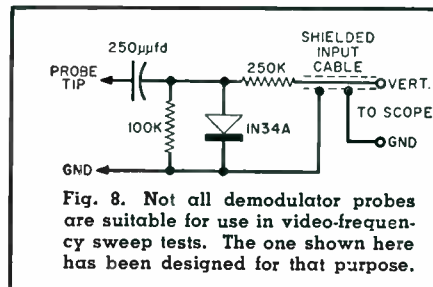 250µµfd
SHIELDED
INPUT
CABLE
PROBE
TIP
250K
VERT.
100K
1N34A
TO SCOPE
GND
GND
Fig. 8. Not all demodulator probes
are suitable for use in video-frequen-
cy sweep tests. The one shown here
has been designed for that purpose.